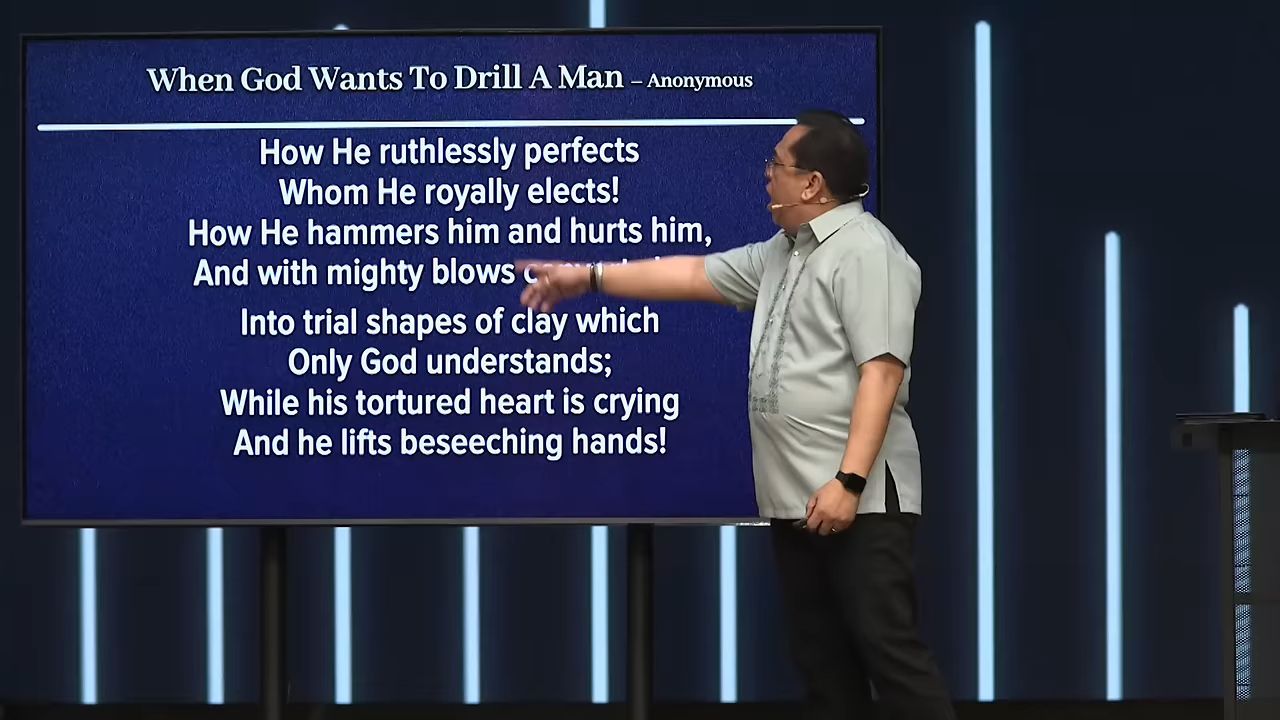 When God Wants To Drill A Man – Anonymous
How He ruthlessly perfects
Whom He royally elects!
How He hammers him and hurts him,
And with mighty blows
Into trial shapes of clay which
Only God understands;
While his tortured heart is crying
And he lifts beseeching hands!